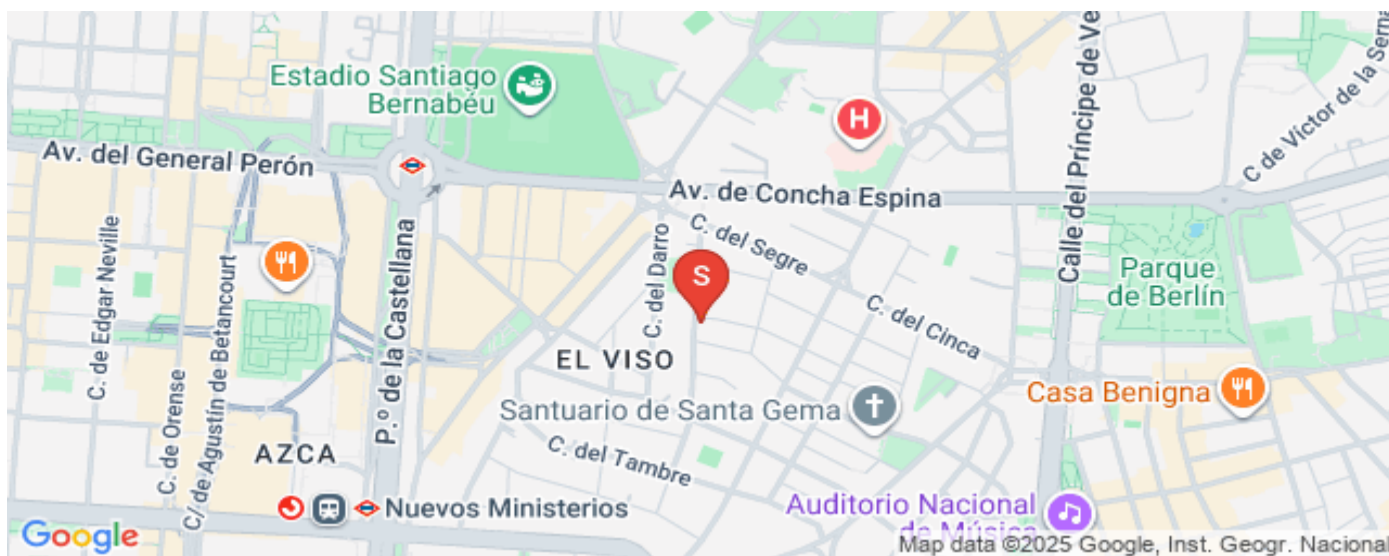 Estadio Santiago
Bernabéu
H
C de Víctor de la Serna
Av. del General Perón
Av. de Concha Espina
Calle del Príncipe de Ve
C. de Edgar Neville
C. del Darro
C. del Segre
S
Parque
de Berlín
C/ de Agustín de Betancourt
P.º de la Castellana
C. del Cinca
EL VISO
C. de Orense
Santuario de Santa Gema
Casa Benigna
AZCA
C. del Tambre
Nuevos Ministerios
Auditorio Nacional
de Música
Google
Map data ©2025 Google, Inst. Geogr. Nacional